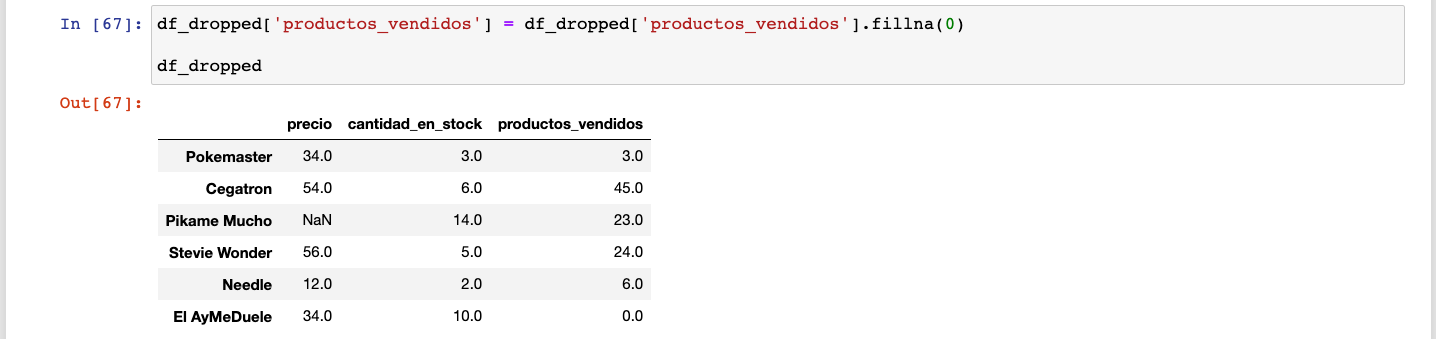 In [67]: df_dropped['productos_vendidos'] = df_dropped['productos_vendidos'].fillna(0)
df_dropped
Out[67]:
precio cantidad_en_stock productos_vendidos
Pokemaster 34.0 3.0 3.0
Cegatron 54.0 6.0 45.0
Pikame Mucho NaN 14.0 23.0
Stevie Wonder 56.0 5.0 24.0
Needle 12.0 2.0 6.0
El AyMeDuele 34.0 10.0 0.0